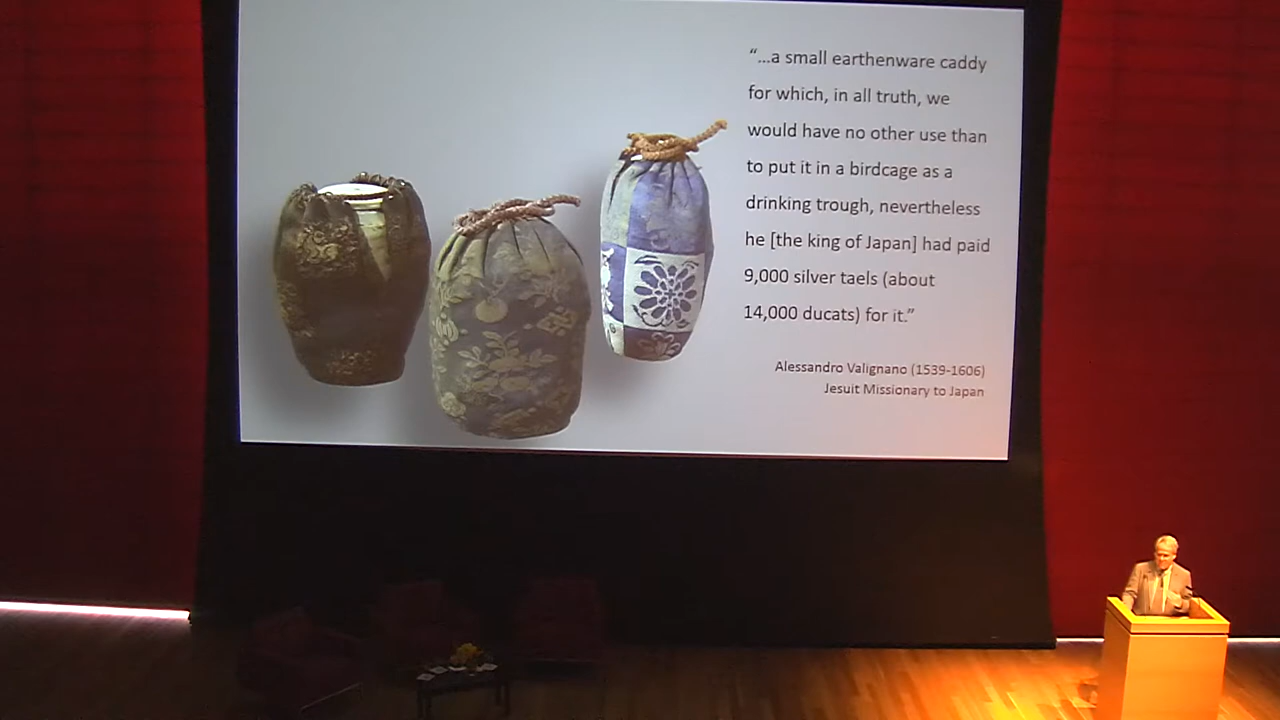 “...a small earthenware caddy
for which, in all truth, we
would have no other use than
to put it in a birdcage as a
drinking trough, nevertheless
he [the king of Japan] had paid
9,000 silver taels (about
14,000 ducats) for it.”
Alessandro Valignano (1539-1606)
Jesuit Missionary to Japan